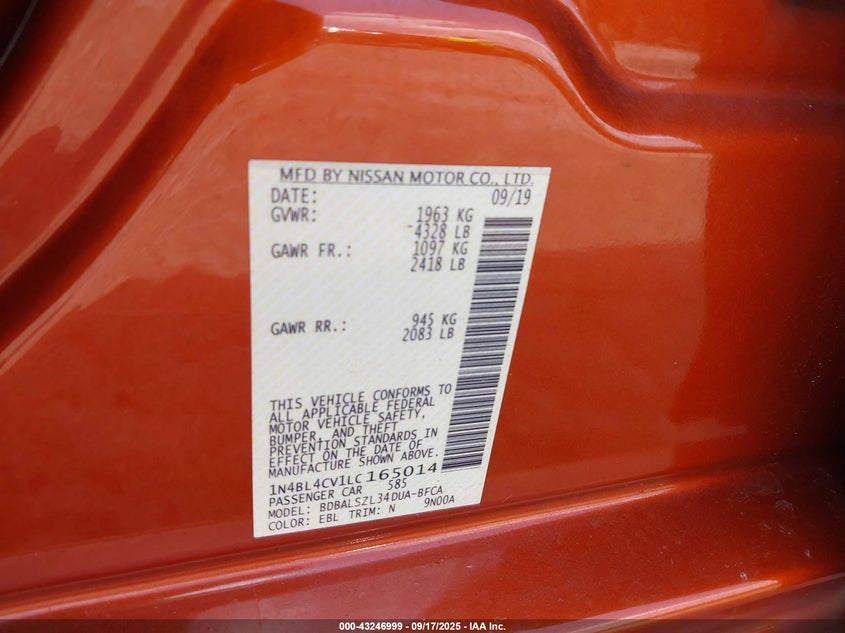 MFD BY NISSAN MOTOR CO., LTD.
DATE: 09/19
GVWR: 1963 KG
4328 LB
GAWR FR.: 1097 KG
2418 LB
GAWR RR.: 945 KG
2083 LB
THIS VEHICLE CONFORMS TO
ALL APPLICABLE FEDERAL
MOTOR VEHICLE SAFETY,
BUMPER, AND THEFT
PREVENTION STANDARDS IN
EFFECT ON THE DATE OF
MANUFACTURE SHOWN ABOVE.
1N4BL4CV1LC165014
PASSENGER CAR 585
MODEL: BDBALSZL34DUA-BFCA
COLOR: EBL TRIM: N 9N00A
000-43246999 - 09/17/2025 - IAA Inc.